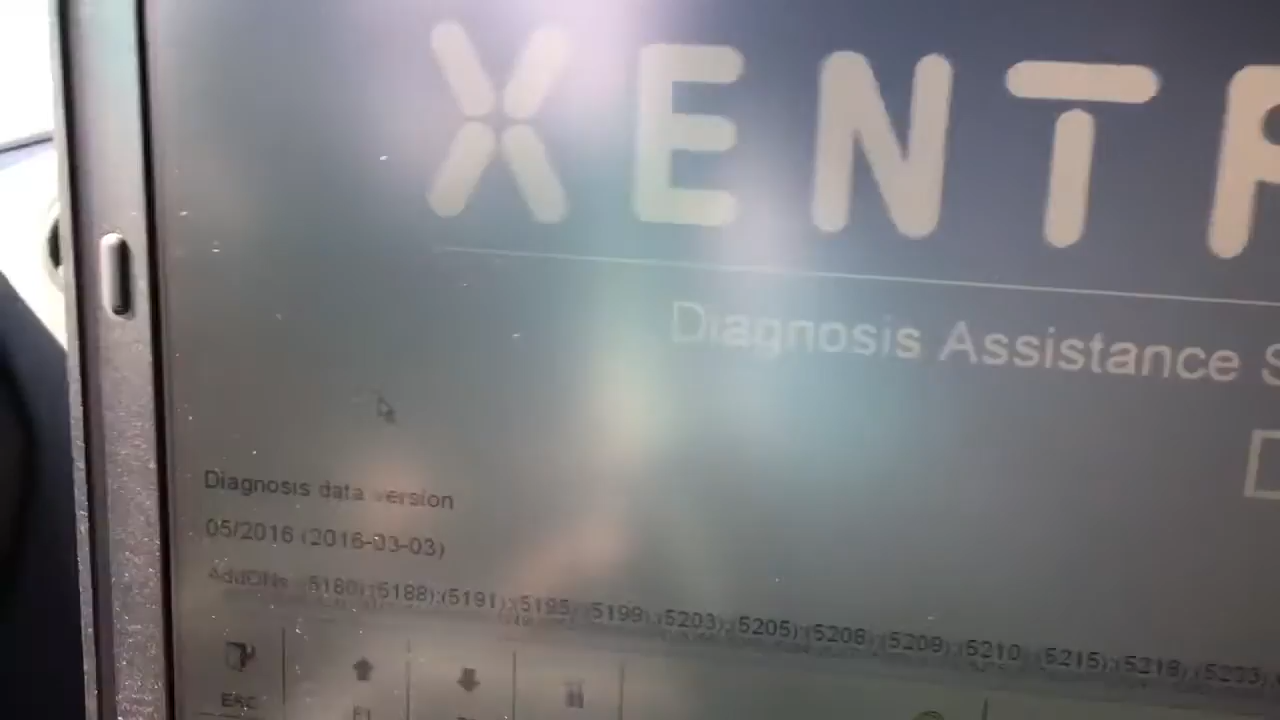 XENTR
Diagnosis Assistance S
Diagnosis data version
05/2016 (2016-03-03)
AddONs (5180);(5188);(5191);(5195);(5199);(5203);(5205);(5208);(5209);(5210);(5215);(5218);(5233)
ESC
F1